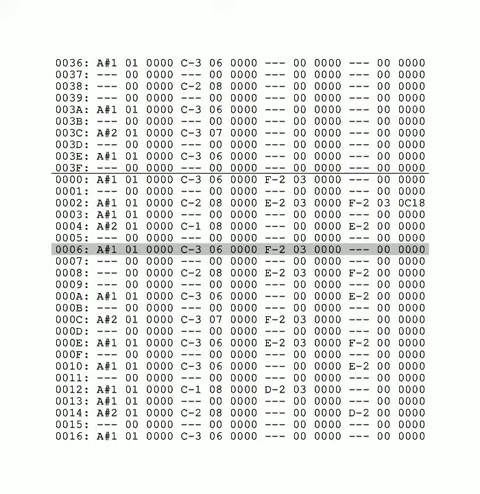 0036: A#1 01 0000 C-3 06 0000 --- 00 0000 --- 00 0000
0037: --- 00 0000 --- 00 0000 --- 00 0000 --- 00 0000
0038: --- 00 0000 C-2 08 0000 --- 00 0000 --- 00 0000
0039: --- 00 0000 --- 00 0000 --- 00 0000 --- 00 0000
003A: A#1 01 0000 C-3 06 0000 --- 00 0000 --- 00 0000
003B: --- 00 0000 --- 00 0000 --- 00 0000 --- 00 0000
003C: A#2 01 0000 C-3 07 0000 --- 00 0000 --- 00 0000
003D: --- 00 0000 --- 00 0000 --- 00 0000 --- 00 0000
003E: A#1 01 0000 C-3 06 0000 --- 00 0000 --- 00 0000
003F: --- 00 0000 --- 00 0000 --- 00 0000 --- 00 0000
0000: A#1 01 0000 C-3 06 0000 F-2 03 0000 --- 00 0000
0001: --- 00 0000 --- 00 0000 --- 00 0000 --- 00 0000
0002: A#1 01 0000 C-2 08 0000 E-2 03 0000 F-2 03 0C18
0003: A#1 01 0000 --- 00 0000 --- 00 0000 --- 00 0000
0004: A#2 01 0000 C-1 08 0000 --- 00 0000 E-2 00 0000
0005: --- 00 0000 --- 00 0000 --- 00 0000 --- 00 0000
0006: A#1 01 0000 C-3 06 0000 F-2 03 0000 --- 00 0000
0007: --- 00 0000 --- 00 0000 --- 00 0000 --- 00 0000
0008: --- 00 0000 C-2 08 0000 E-2 03 0000 F-2 00 0000
0009: --- 00 0000 --- 00 0000 --- 00 0000 --- 00 0000
000A: A#1 01 0000 C-3 06 0000 --- 00 0000 E-2 00 0000
000B: --- 00 0000 --- 00 0000 --- 00 0000 --- 00 0000
000C: A#2 01 0000 C-3 07 0000 F-2 03 0000 --- 00 0000
000D: --- 00 0000 --- 00 0000 --- 00 0000 --- 00 0000
000E: A#1 01 0000 C-3 06 0000 E-2 03 0000 F-2 00 0000
000F: --- 00 0000 --- 00 0000 --- 00 0000 --- 00 0000
0010: A#1 01 0000 C-3 06 0000 --- 00 0000 E-2 00 0000
0011: --- 00 0000 --- 00 0000 --- 00 0000 --- 00 0000
0012: A#1 01 0000 C-1 08 0000 D-2 03 0000 --- 00 0000
0013: A#1 01 0000 --- 00 0000 --- 00 0000 --- 00 0000
0014: A#2 01 0000 C-2 08 0000 --- 00 0000 D-2 00 0000
0015: --- 00 0000 --- 00 0000 --- 00 0000 --- 00 0000
0016: A#1 01 0000 C-3 06 0000 --- 00 0000 --- 00 0000